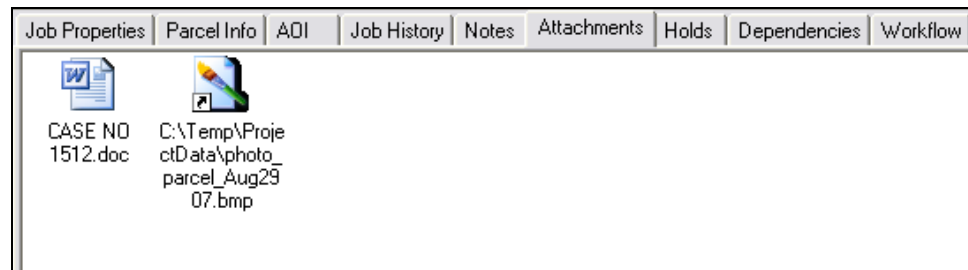 Job Properties Parcel Info AOI Job History Notes Attachments Holds Dependencies Workflow
CASE NO
1512.doc
C:\Temp\Proje
ctData\photo_
parcel_Aug29
07.bmp